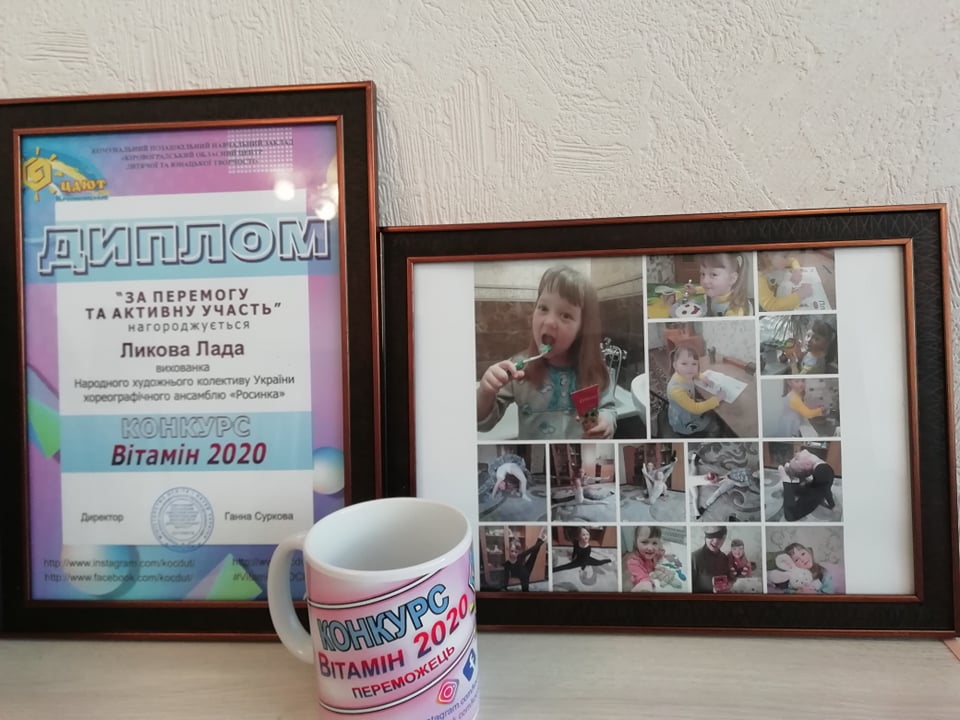 КОМУНАЛЬНИЙ ПОЗАШКІЛЬНИЙ НАВЧАЛЬНИЙ ЗАКЛАД
«КІРОВОГРАДСЬКИЙ ОБЛАСНИЙ ЦЕНТР
ДИТЯЧОЇ ТА ЮНАЦЬКОЇ ТВОРЧОСТІ»
ЦДЮТ
ДИПЛОМ
"ЗА ПЕРЕМОГУ
ТА АКТИВНУ УЧАСТЬ"
нагороджується
Ликова Лада
вихованка
Народного художнього колективу України
хореографічного ансамблю «Росинка»
КОНКУРС
Вітамін 2020
Директор Ганна Суркова
http://www.instagram.com/kocdut/
http://www.facebook.com/kocdut/
КОНКУРС
ВІТАМІН 2020
ПЕРЕМОЖЕЦЬ